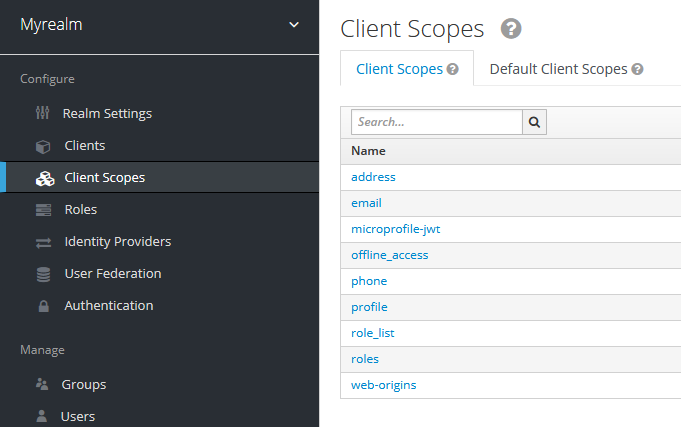 Myrealm
Configure
Realm Settings
Clients
Client Scopes
Roles
Identity Providers
User Federation
Authentication
Manage
Groups
Users
Client Scopes
Client Scopes
Default Client Scopes
Search...
Name
address
email
microprofile-jwt
offline_access
phone
profile
role_list
roles
web-origins